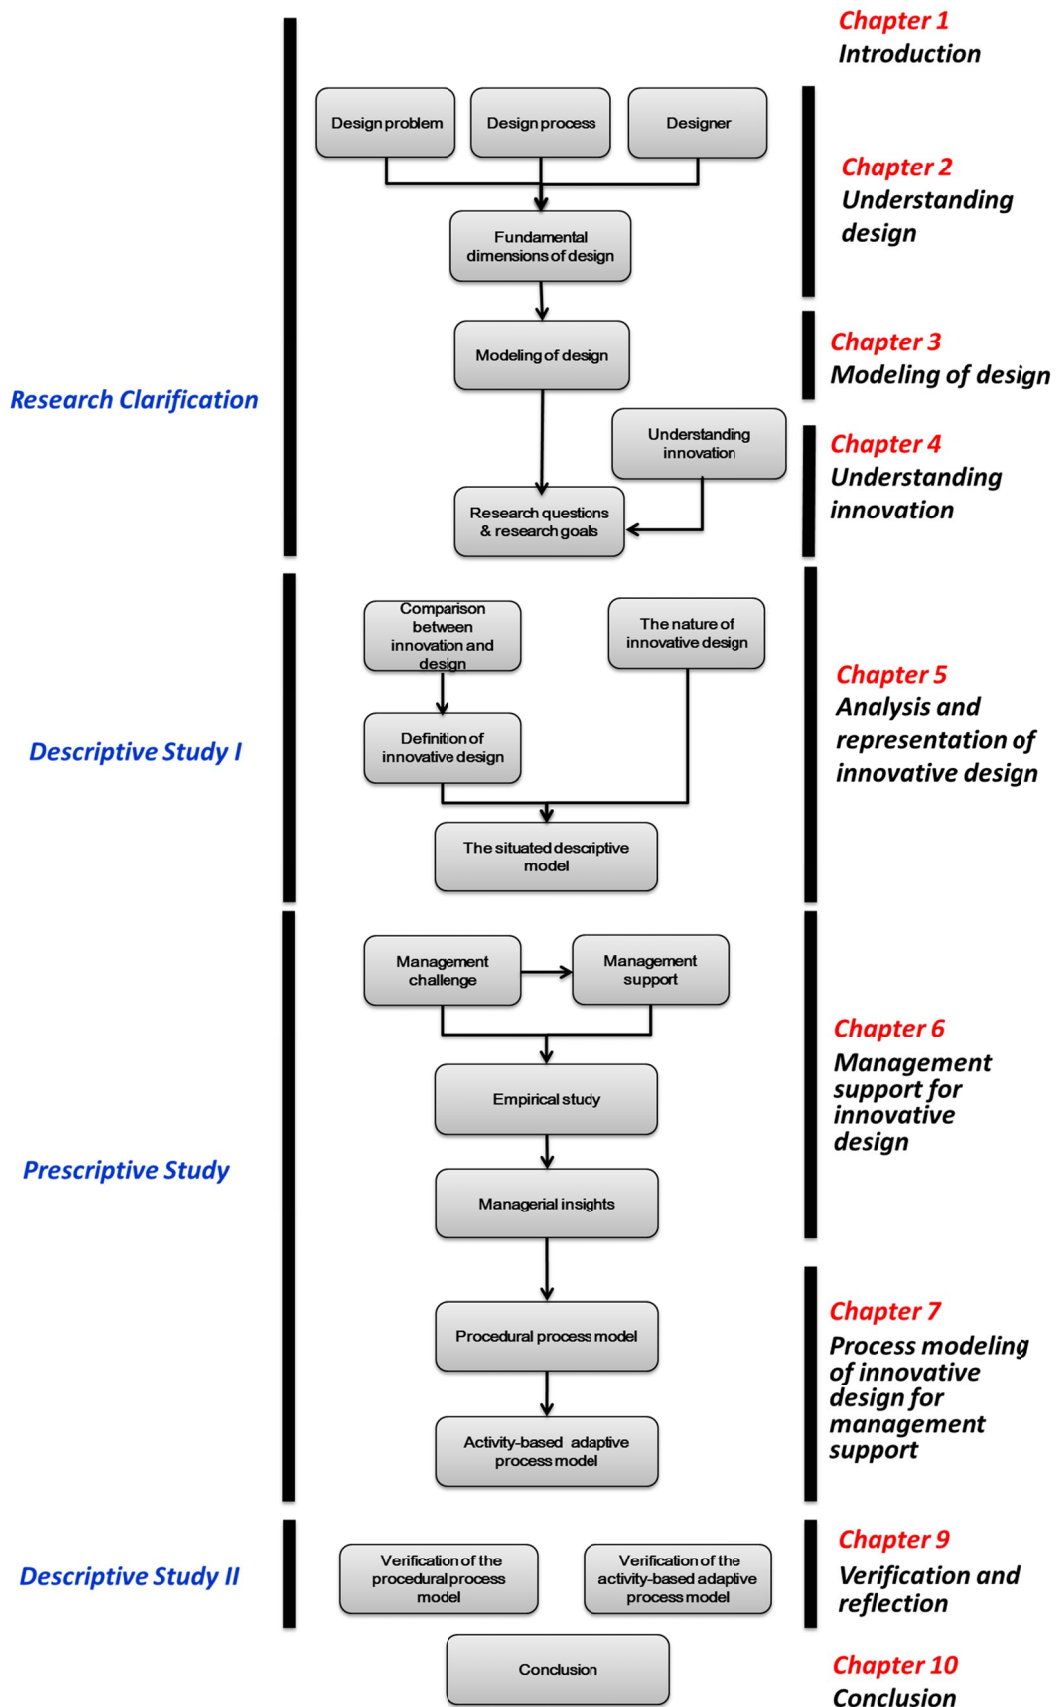 Chapter 1
Introduction
Design problem
Design process
Designer
Chapter 2
Understanding
design
Fundamental
dimensions of design
Modeling of design
Chapter 3
Modeling of design
Research Clarification
Understanding
innovation
Chapter 4
Understanding
innovation
Research questions
& research goals
Comparison
between
innovation and
design
The nature of
innovative design
Chapter 5
Analysis and
representation of
innovative design
Descriptive Study I
Definition of
innovative design
The situated descriptive
model
Management
challenge
Management
support
Chapter 6
Management
support for
innovative
design
Empirical study
Prescriptive Study
Managerial insights
Procedural process model
Chapter 7
Process modeling
of innovative
design for
management
support
Activity-based adaptive
process model
Descriptive Study II
Verification of the
procedural process
model
Verification of the
activity-based adaptive
process model
Chapter 9
Verification and
reflection
Conclusion
Chapter 10
Conclusion